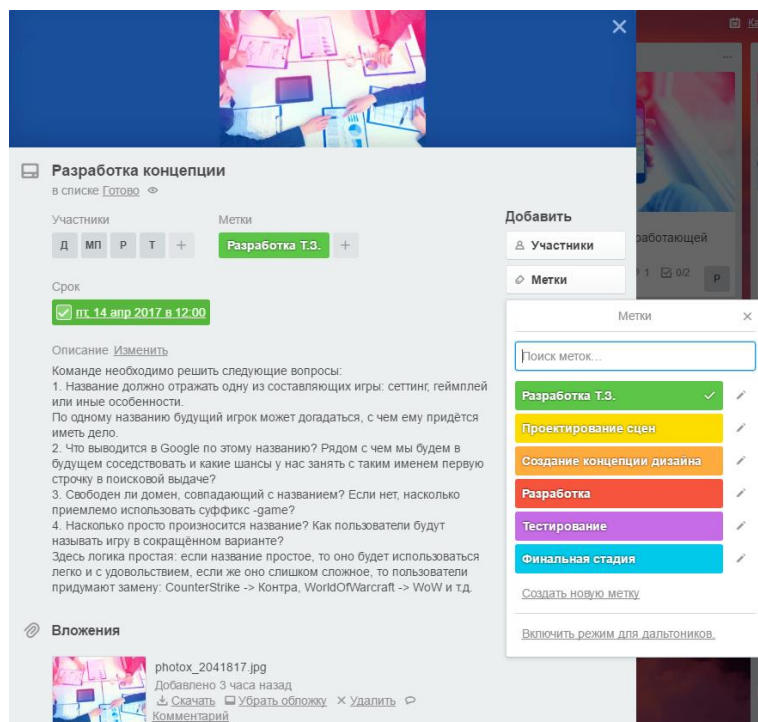 Разработка концепции
в списке Готово
Участники
Метки
Д МП Р Т +
Разработка Т.З. +
Срок
пт, 14 апр 2017 в 12:00
Описание Изменить
Команде необходимо решить следующие вопросы:
1. Название должно отражать одну из составляющих игры: сеттинг, геймплей
или иные особенности.
По одному названию будущий игрок может догадаться, с чем ему придётся
иметь дело.
2. Что выводится в Google по этому названию? Рядом с чем мы будем в
будущем соседствовать и какие шансы у нас занять с таким именем первую
строчку в поисковой выдаче?
3. Свободен ли домен, совпадающий с названием? Если нет, насколько
приемлемо использовать суффикс -game?
4. Насколько просто произносится название? Как пользователи будут
называть игру в сокращённом варианте?
Здесь логика простая: если название простое, то оно будет использоваться
легко и с удовольствием, если же оно слишком сложное, то пользователи
придумают замену: CounterStrike -> Контра, WorldOfWarcraft -> WoW и т.д.
Вложения
photox_2041817.jpg
Добавлено 3 часа назад
Скачать Убрать обложку Удалить
Комментарий
Добавить
Участники
Метки
Метки
Поиск меток...
Разработка Т.З.
Проектирование сцен
Создание концепции дизайна
Разработка
Тестирование
Финальная стадия
Создать новую метку
Включить режим для дальтоников.
работающей
1 0/2
Р